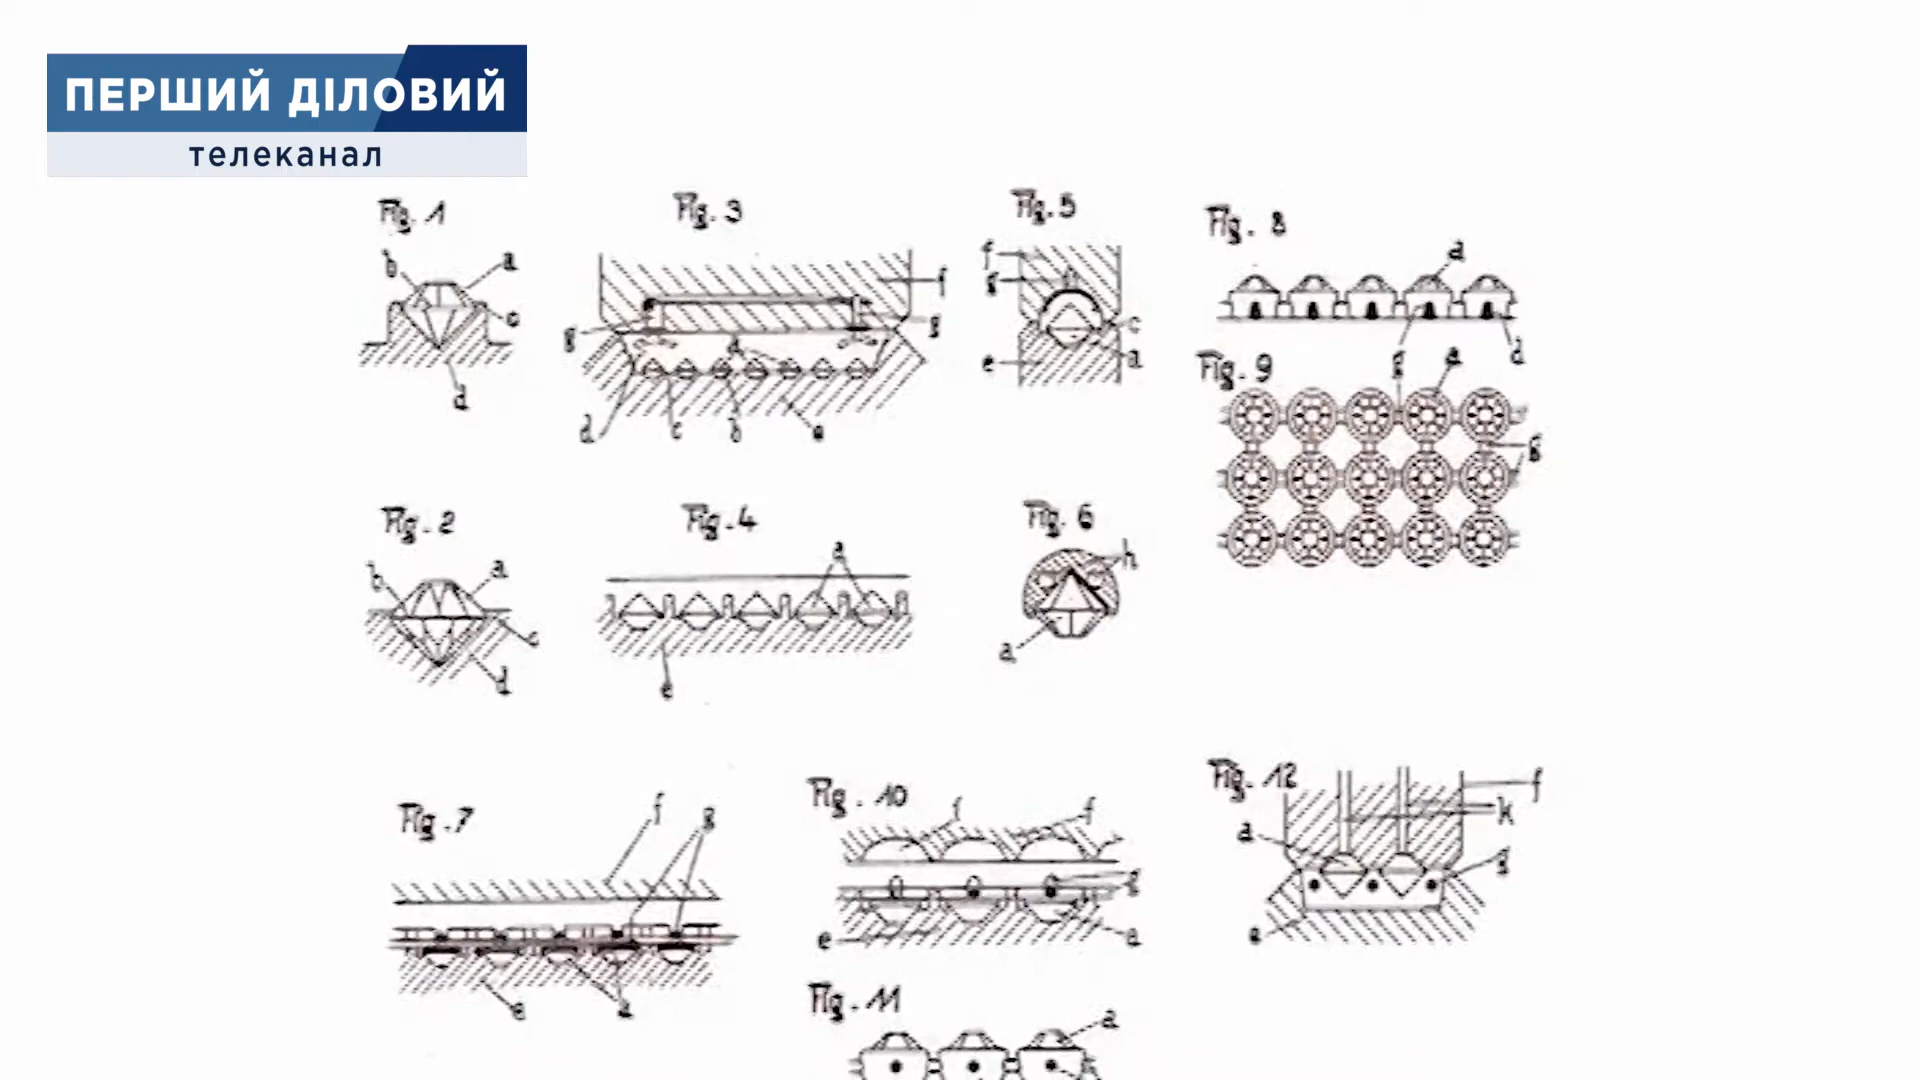 ПЕРШИЙ ДІЛОВИЙ
телеканал
Fig. 1
b a
c
d
Fig. 3
f
g g
a
d c b e
Fig. 5
f
g
c
e a
Fig. 8
a
g d
Fig. 9
g a
g
Fig. 2
b a
c
d
Fig. 4
a
e
Fig. 6
h
a
Fig. 7
f g
e a
Fig. 10
f f
g
e a
Fig. 11
a
Fig. 12
f
k
a
g
e